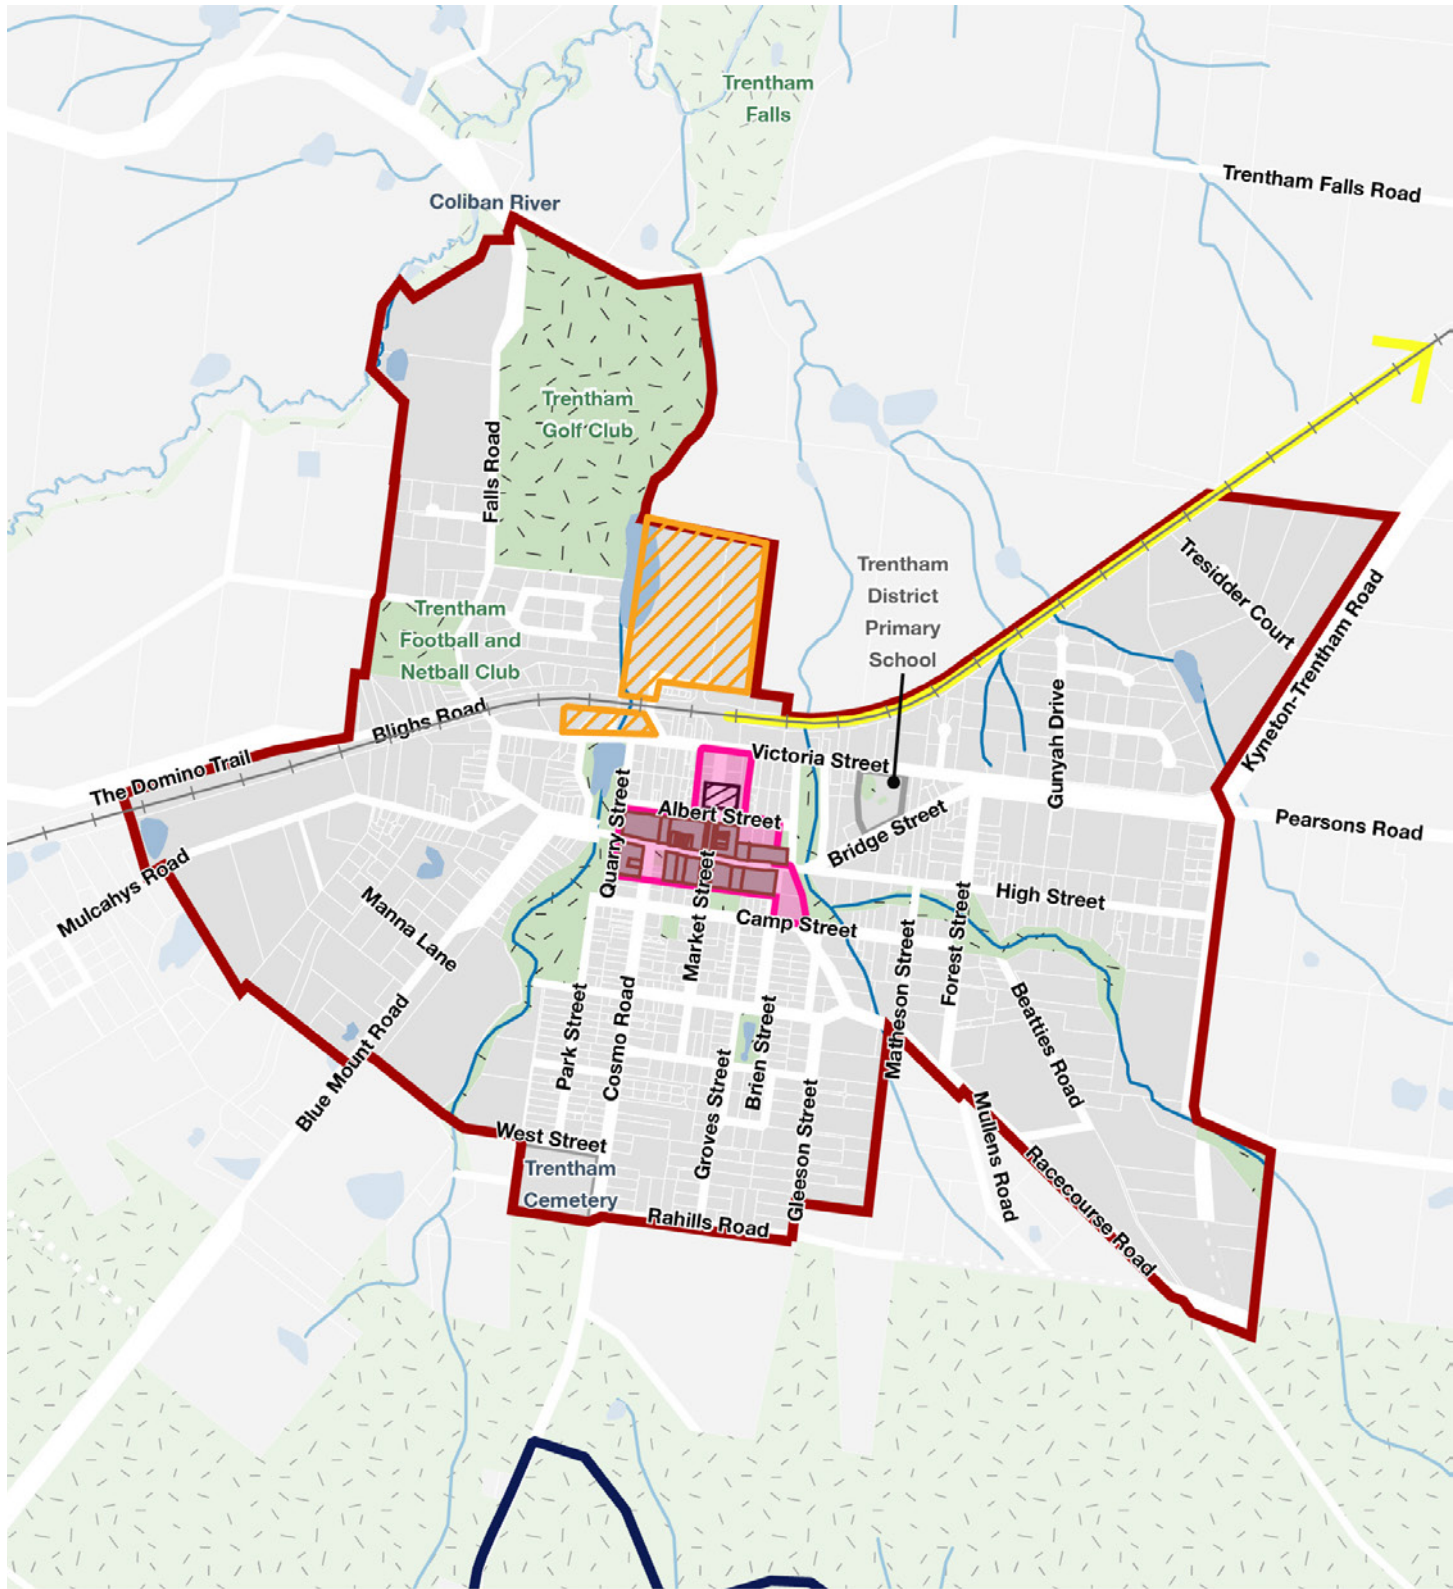 Trentham
Falls
Trentham Falls Road
Coliban River
Trentham
Golf Club
Falls Road
Trentham
District
Primary
School
Tresidder Court
Kyneton-Trentham Road
Trentham
Football and
Netball Club
Blighs Road
The Domino Trail
Gunyah Drive
Victoria Street
Albert Street
Bridge Street
Pearsons Road
Quarry Street
Market Street
Mulcahys Road
Manna Lane
High Street
Camp Street
Forest Street
Matheson Street
Blue Mount Road
Park Street
Cosmo Road
Groves Street
Brien Street
Gleeson Street
Beatties Road
Mullens Road
Racecourse Road
West Street
Trentham
Cemetery
Rahills Road